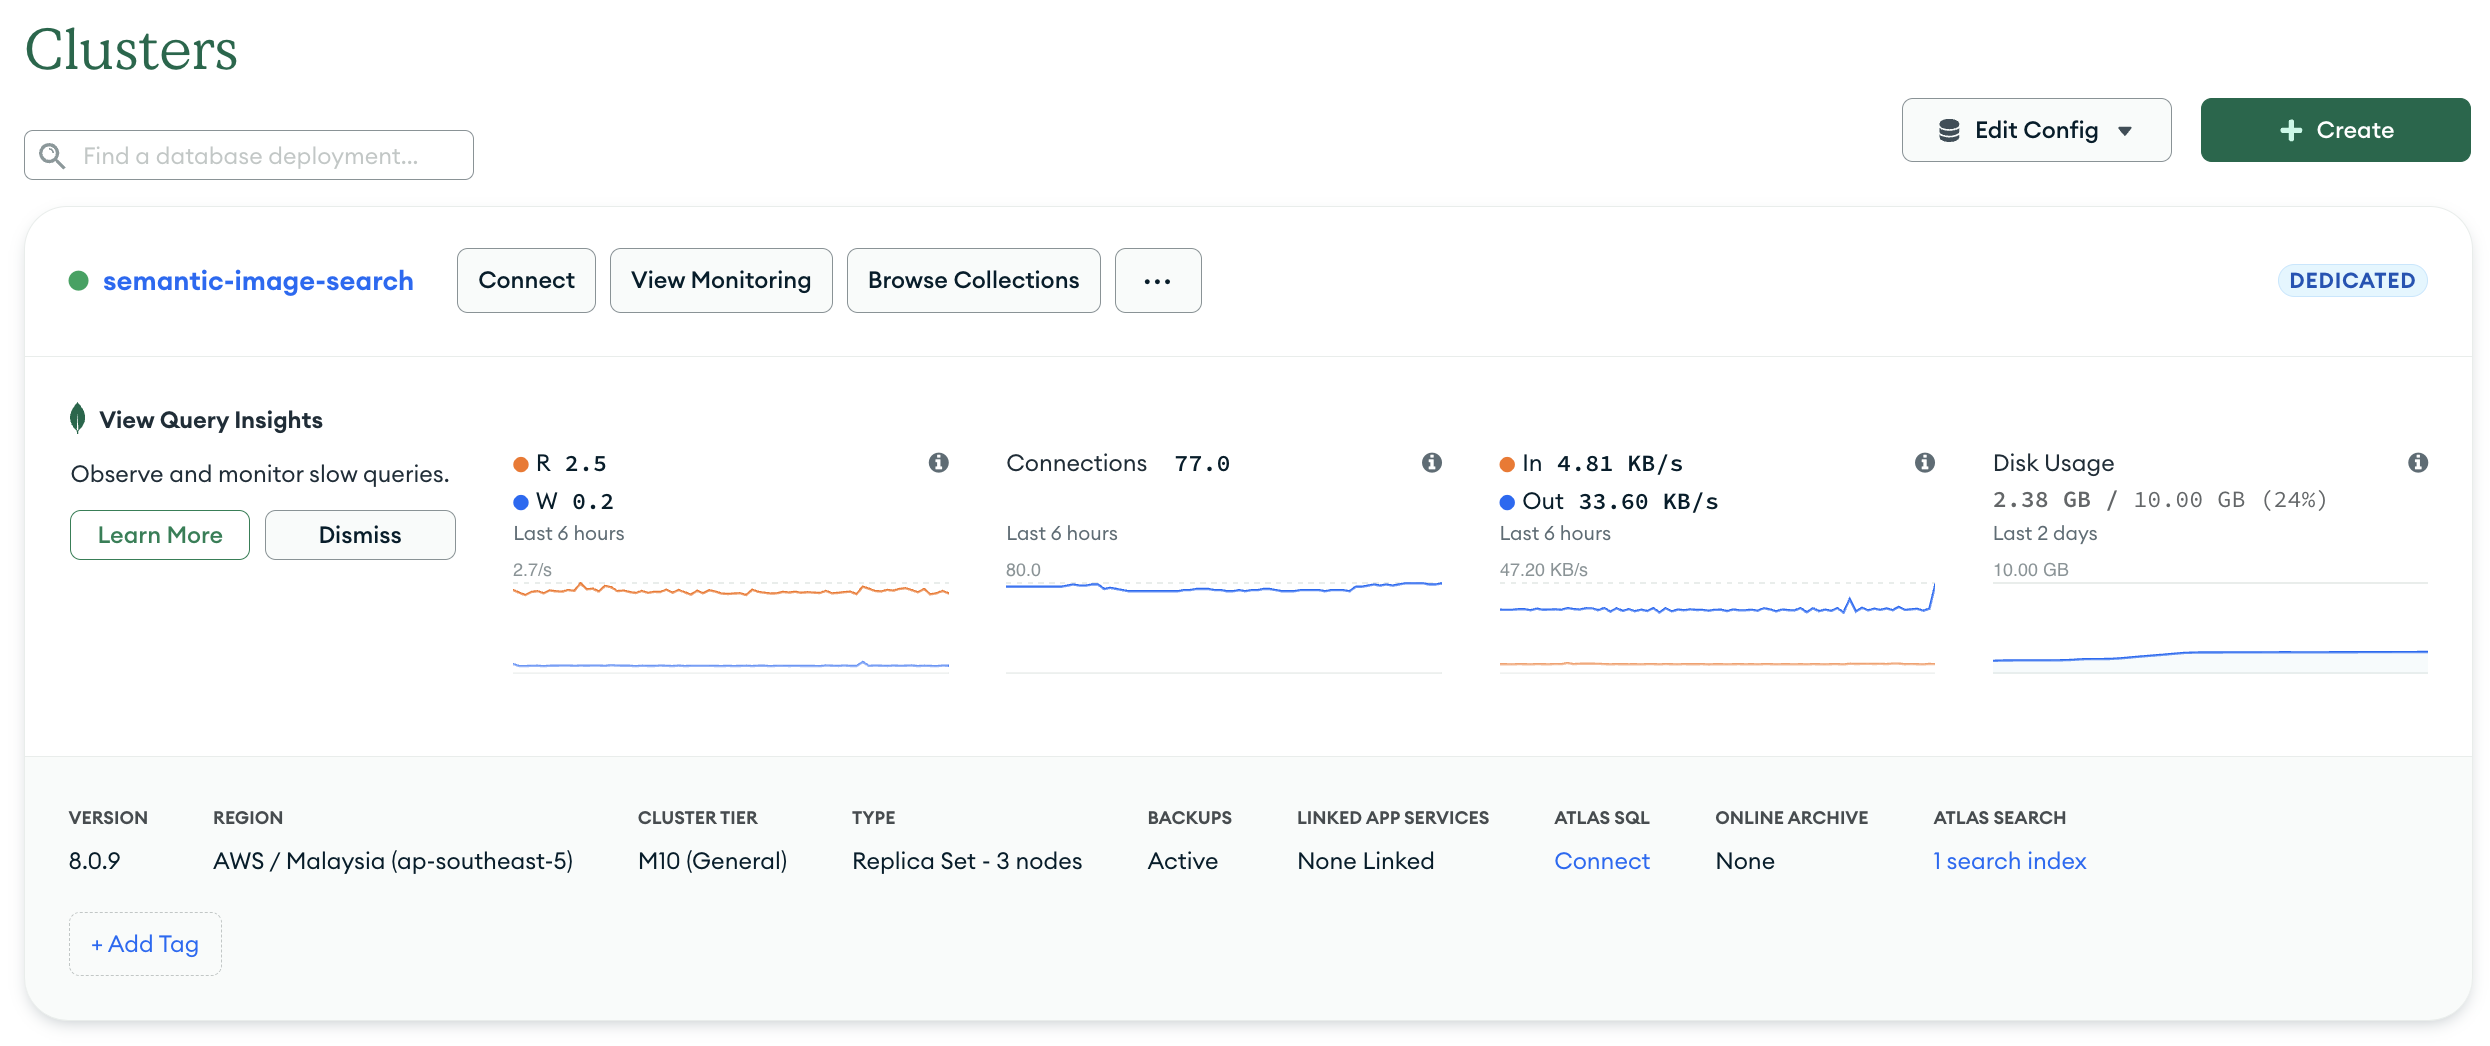 Clusters
Find a database deployment...
Edit Config
+ Create
semantic-image-search
Connect
View Monitoring
Browse Collections
...
DEDICATED
View Query Insights
Observe and monitor slow queries.
Learn More
Dismiss
R 2.5
W 0.2
Last 6 hours
2.7/s
Connections 77.0
Last 6 hours
80.0
In 4.81 KB/s
Out 33.60 KB/s
Last 6 hours
47.20 KB/s
Disk Usage
2.38 GB / 10.00 GB (24%)
Last 2 days
10.00 GB
VERSION
8.0.9
REGION
AWS / Malaysia (ap-southeast-5)
CLUSTER TIER
M10 (General)
TYPE
Replica Set - 3 nodes
BACKUPS
Active
LINKED APP SERVICES
None Linked
ATLAS SQL
Connect
ONLINE ARCHIVE
None
ATLAS SEARCH
1 search index
+ Add Tag